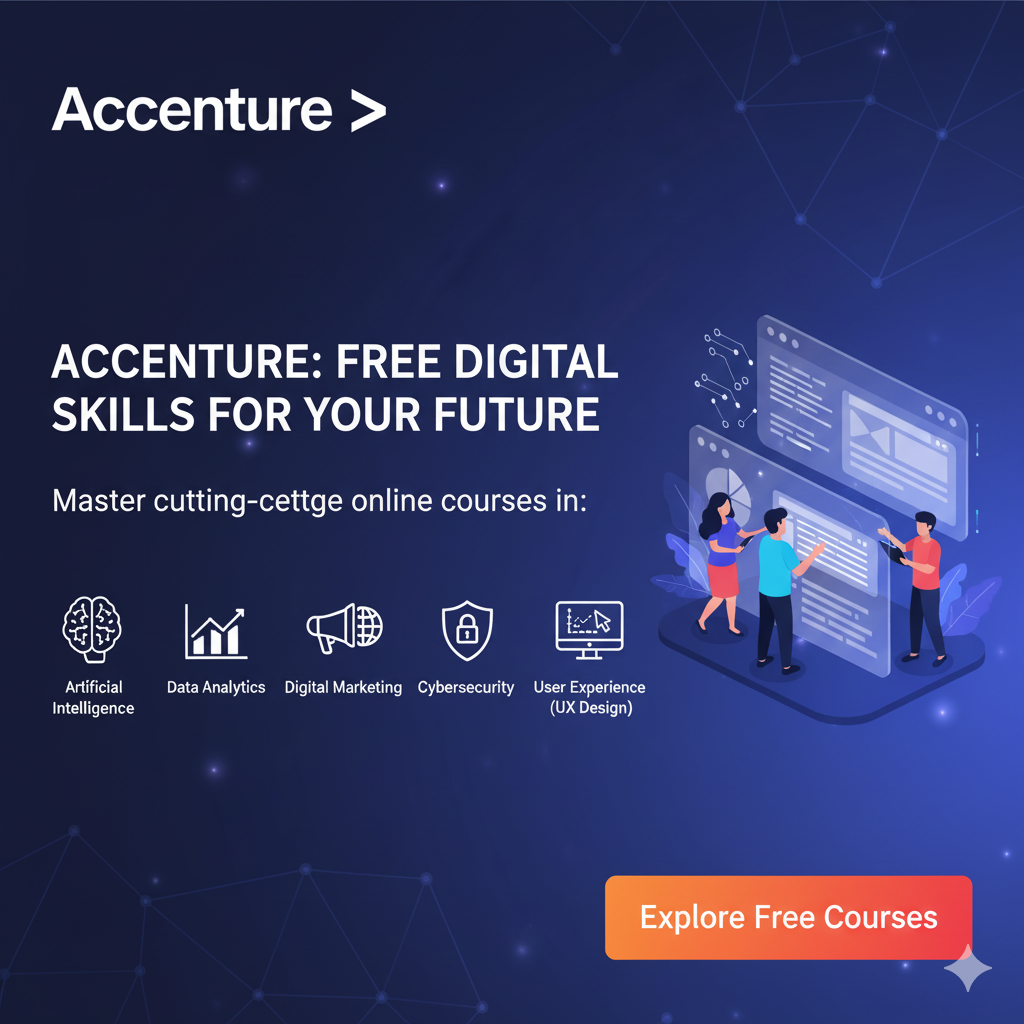 Accenture >
ACCENTURE: FREE DIGITAL
SKILLS FOR YOUR FUTURE
Master cutting-cettge online courses in:
Artificial
Intelligence
Data Analytics
Digital Marketing
Cybersecurity
User Experience
(UX Design)
Explore Free Courses